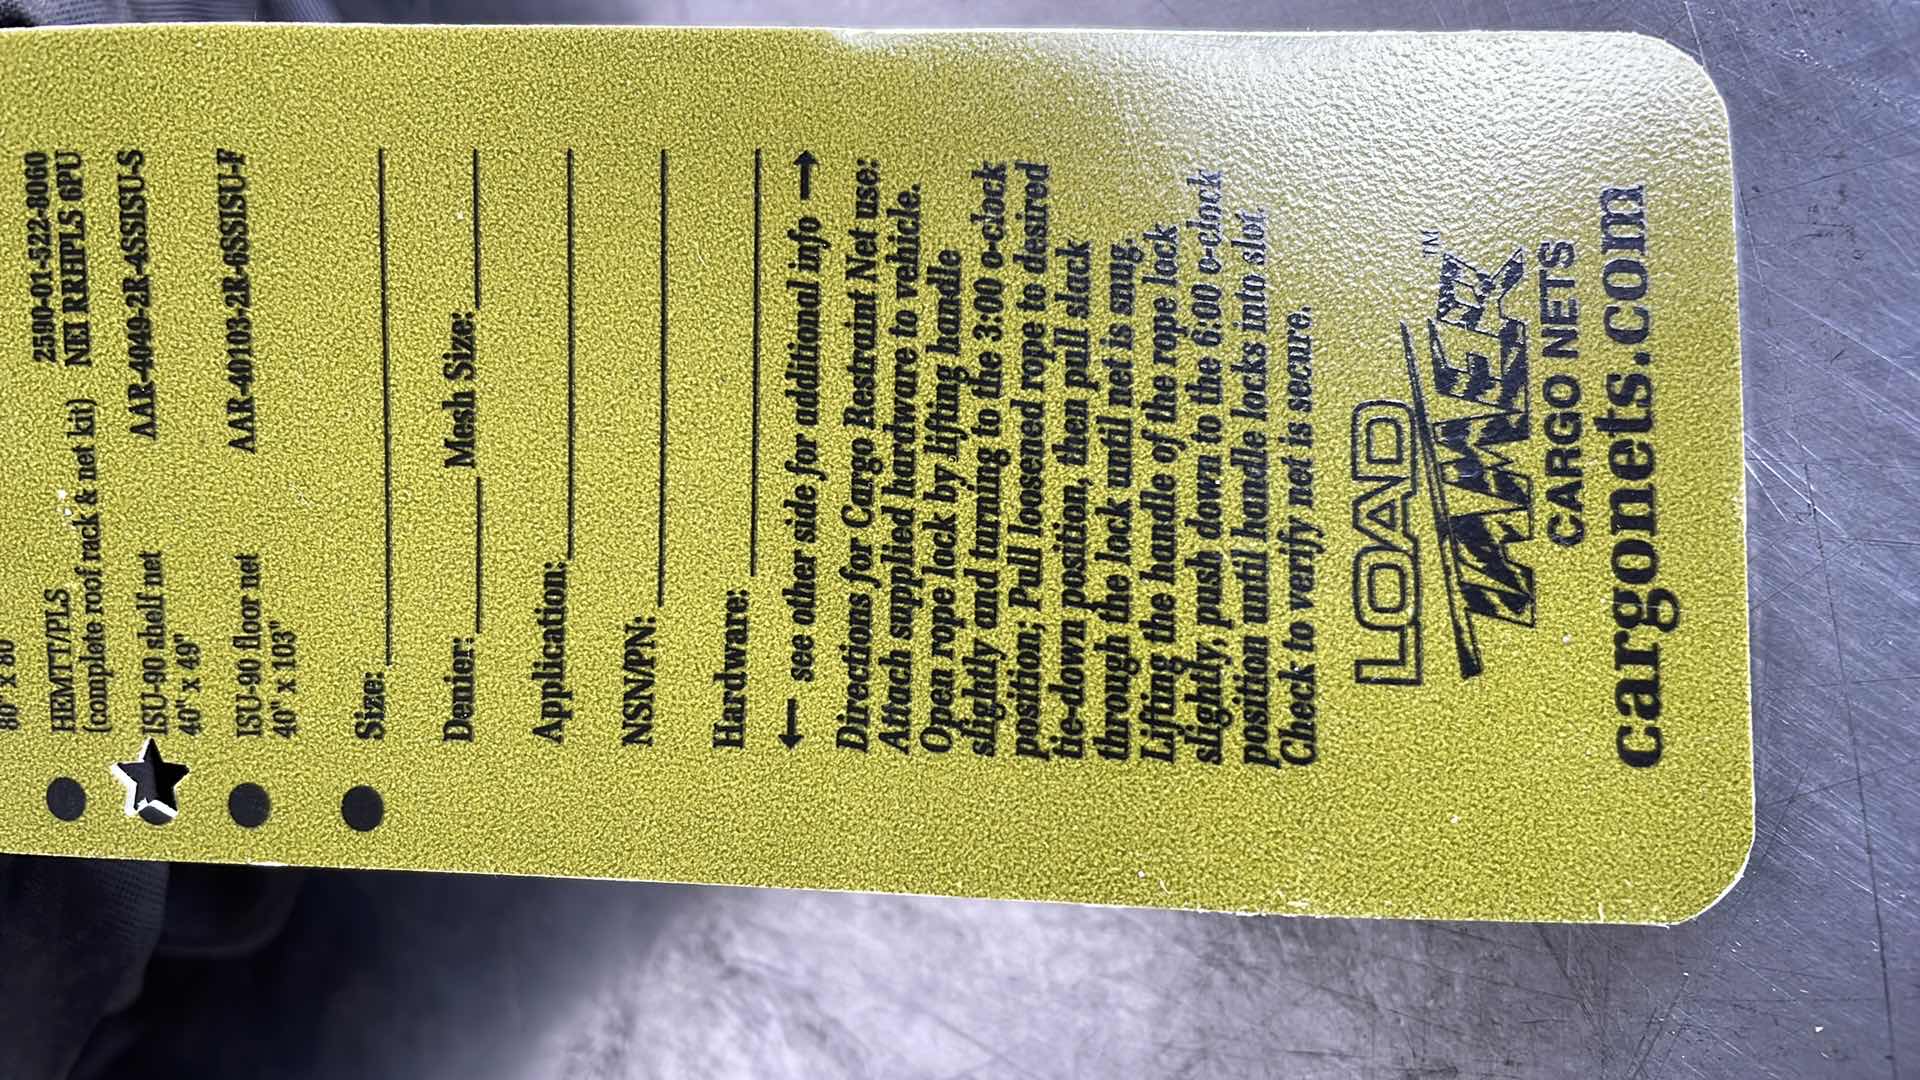 80" x 80"
HEMTT/PLS 2590-01-522-8060
(complete roof rack & net kit) NEI RRHPLS 6PU
ISU-90 shelf net AAR-4049-2R-4SSISU-S
40" x 49"
ISU-90 floor net AAR-40103-2R-6SSISU-F
40" x 103"
Size:
Denier: Mesh Size:
Application:
NSN/PN:
Hardware:
← see other side for additional info →
Directions for Cargo Restraint Net use:
Attach supplied hardware to vehicle.
Open rope lock by lifting handle
slightly and turning to the 3:00 o-clock
position; Pull loosened rope to desired
tie-down position, then pull slack
through the lock until net is snug.
Lifting the handle of the rope lock
slightly, push down to the 6:00 o-clock
position until handle locks into slot.
Check to verify net is secure.
LOAD
TAMER™
CARGO NETS
cargonets.com